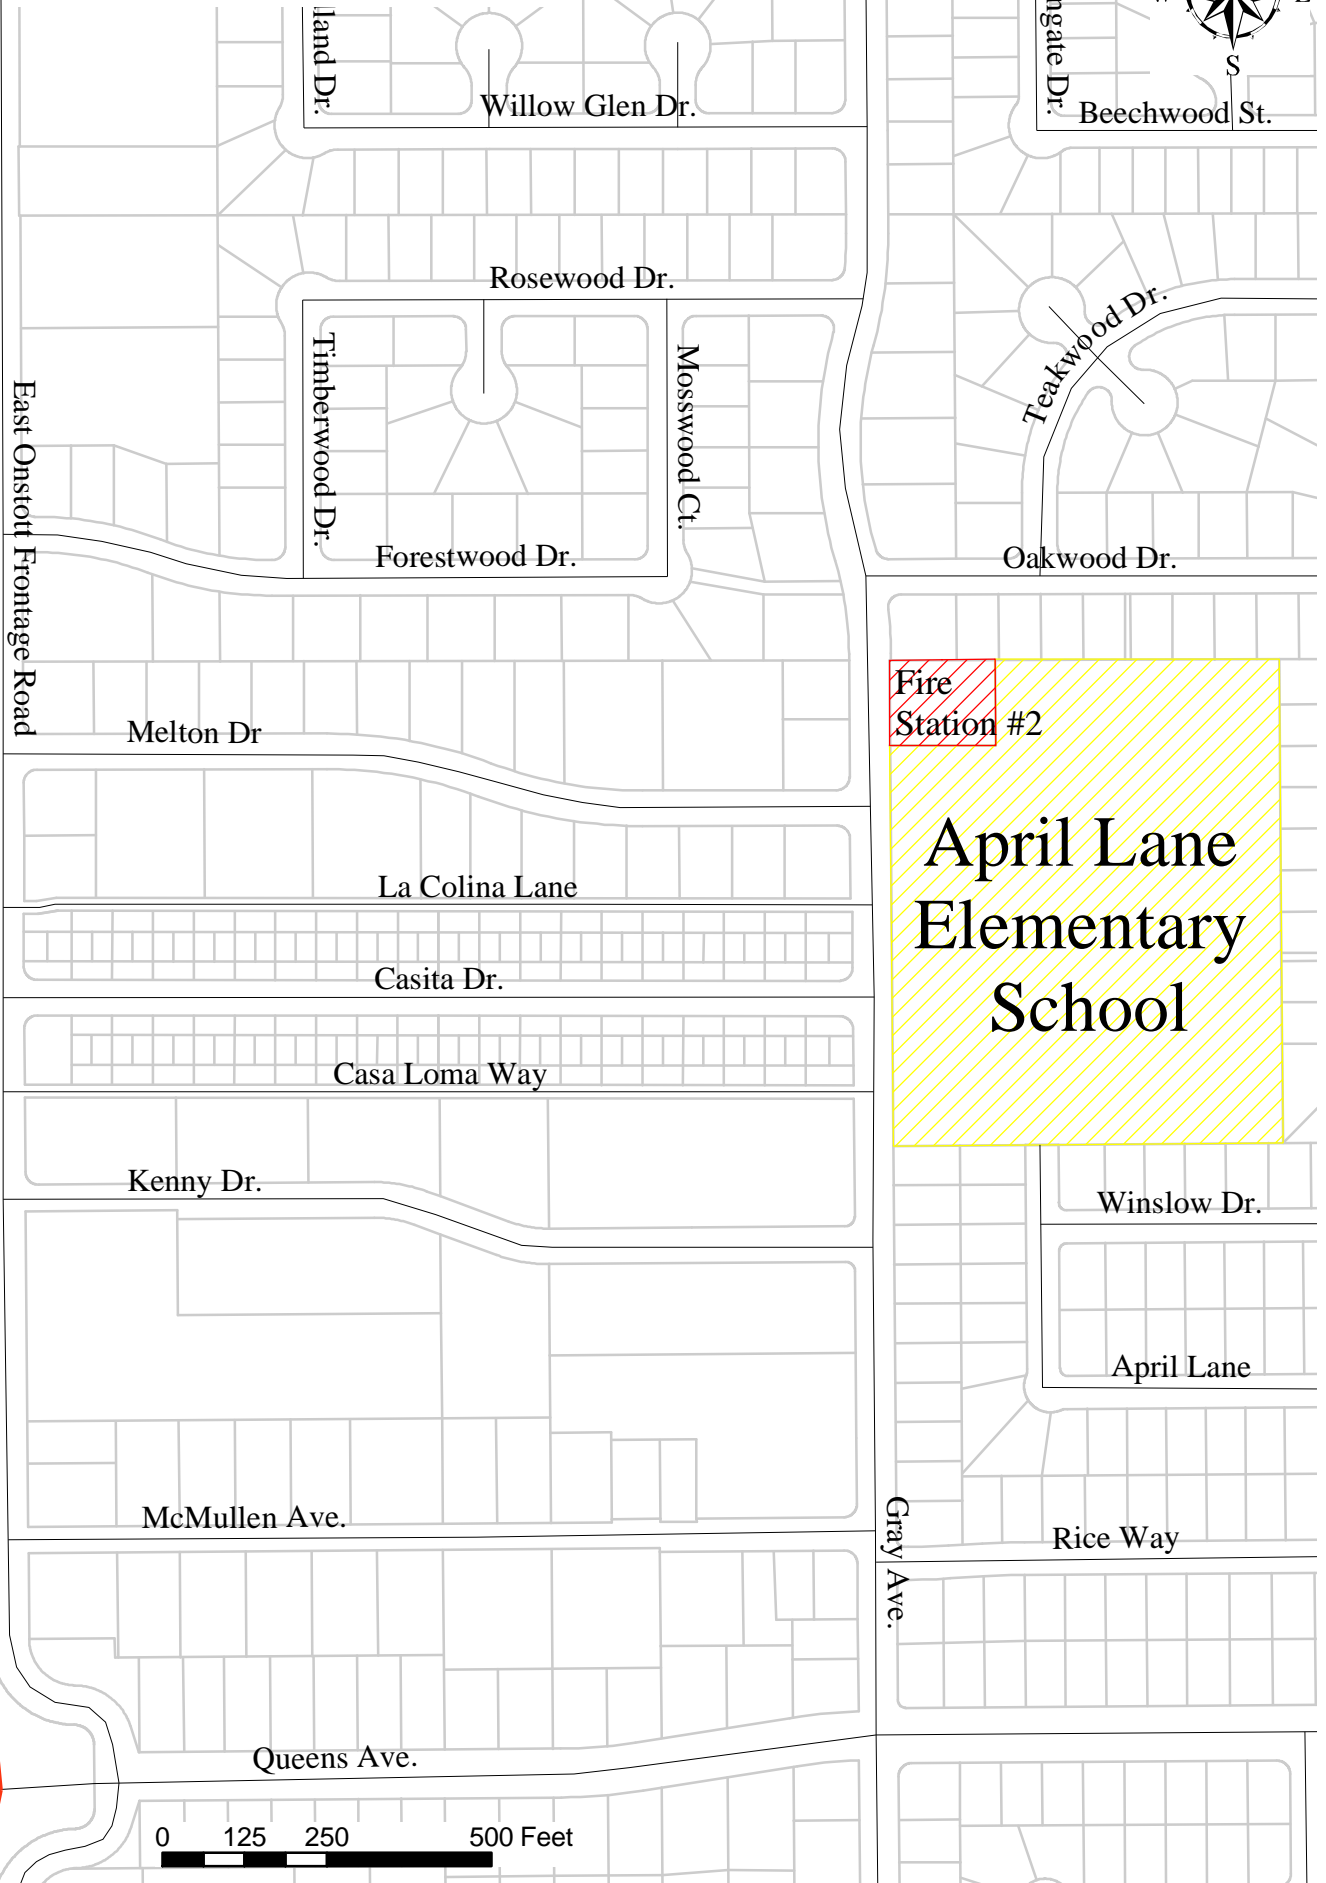 S
Willow Glen Dr.
Beechwood St.
Rosewood Dr.
Teakwood Dr.
Timberwood Dr.
Mosswood Ct.
East Onstott Frontage Road
Forestwood Dr.
Oakwood Dr.
Fire
Station #2
Melton Dr
April Lane
Elementary
School
La Colina Lane
Casita Dr.
Casa Loma Way
Kenny Dr.
Winslow Dr.
April Lane
McMullen Ave.
Gray Ave.
Rice Way
Queens Ave.
0 125 250 500 Feet